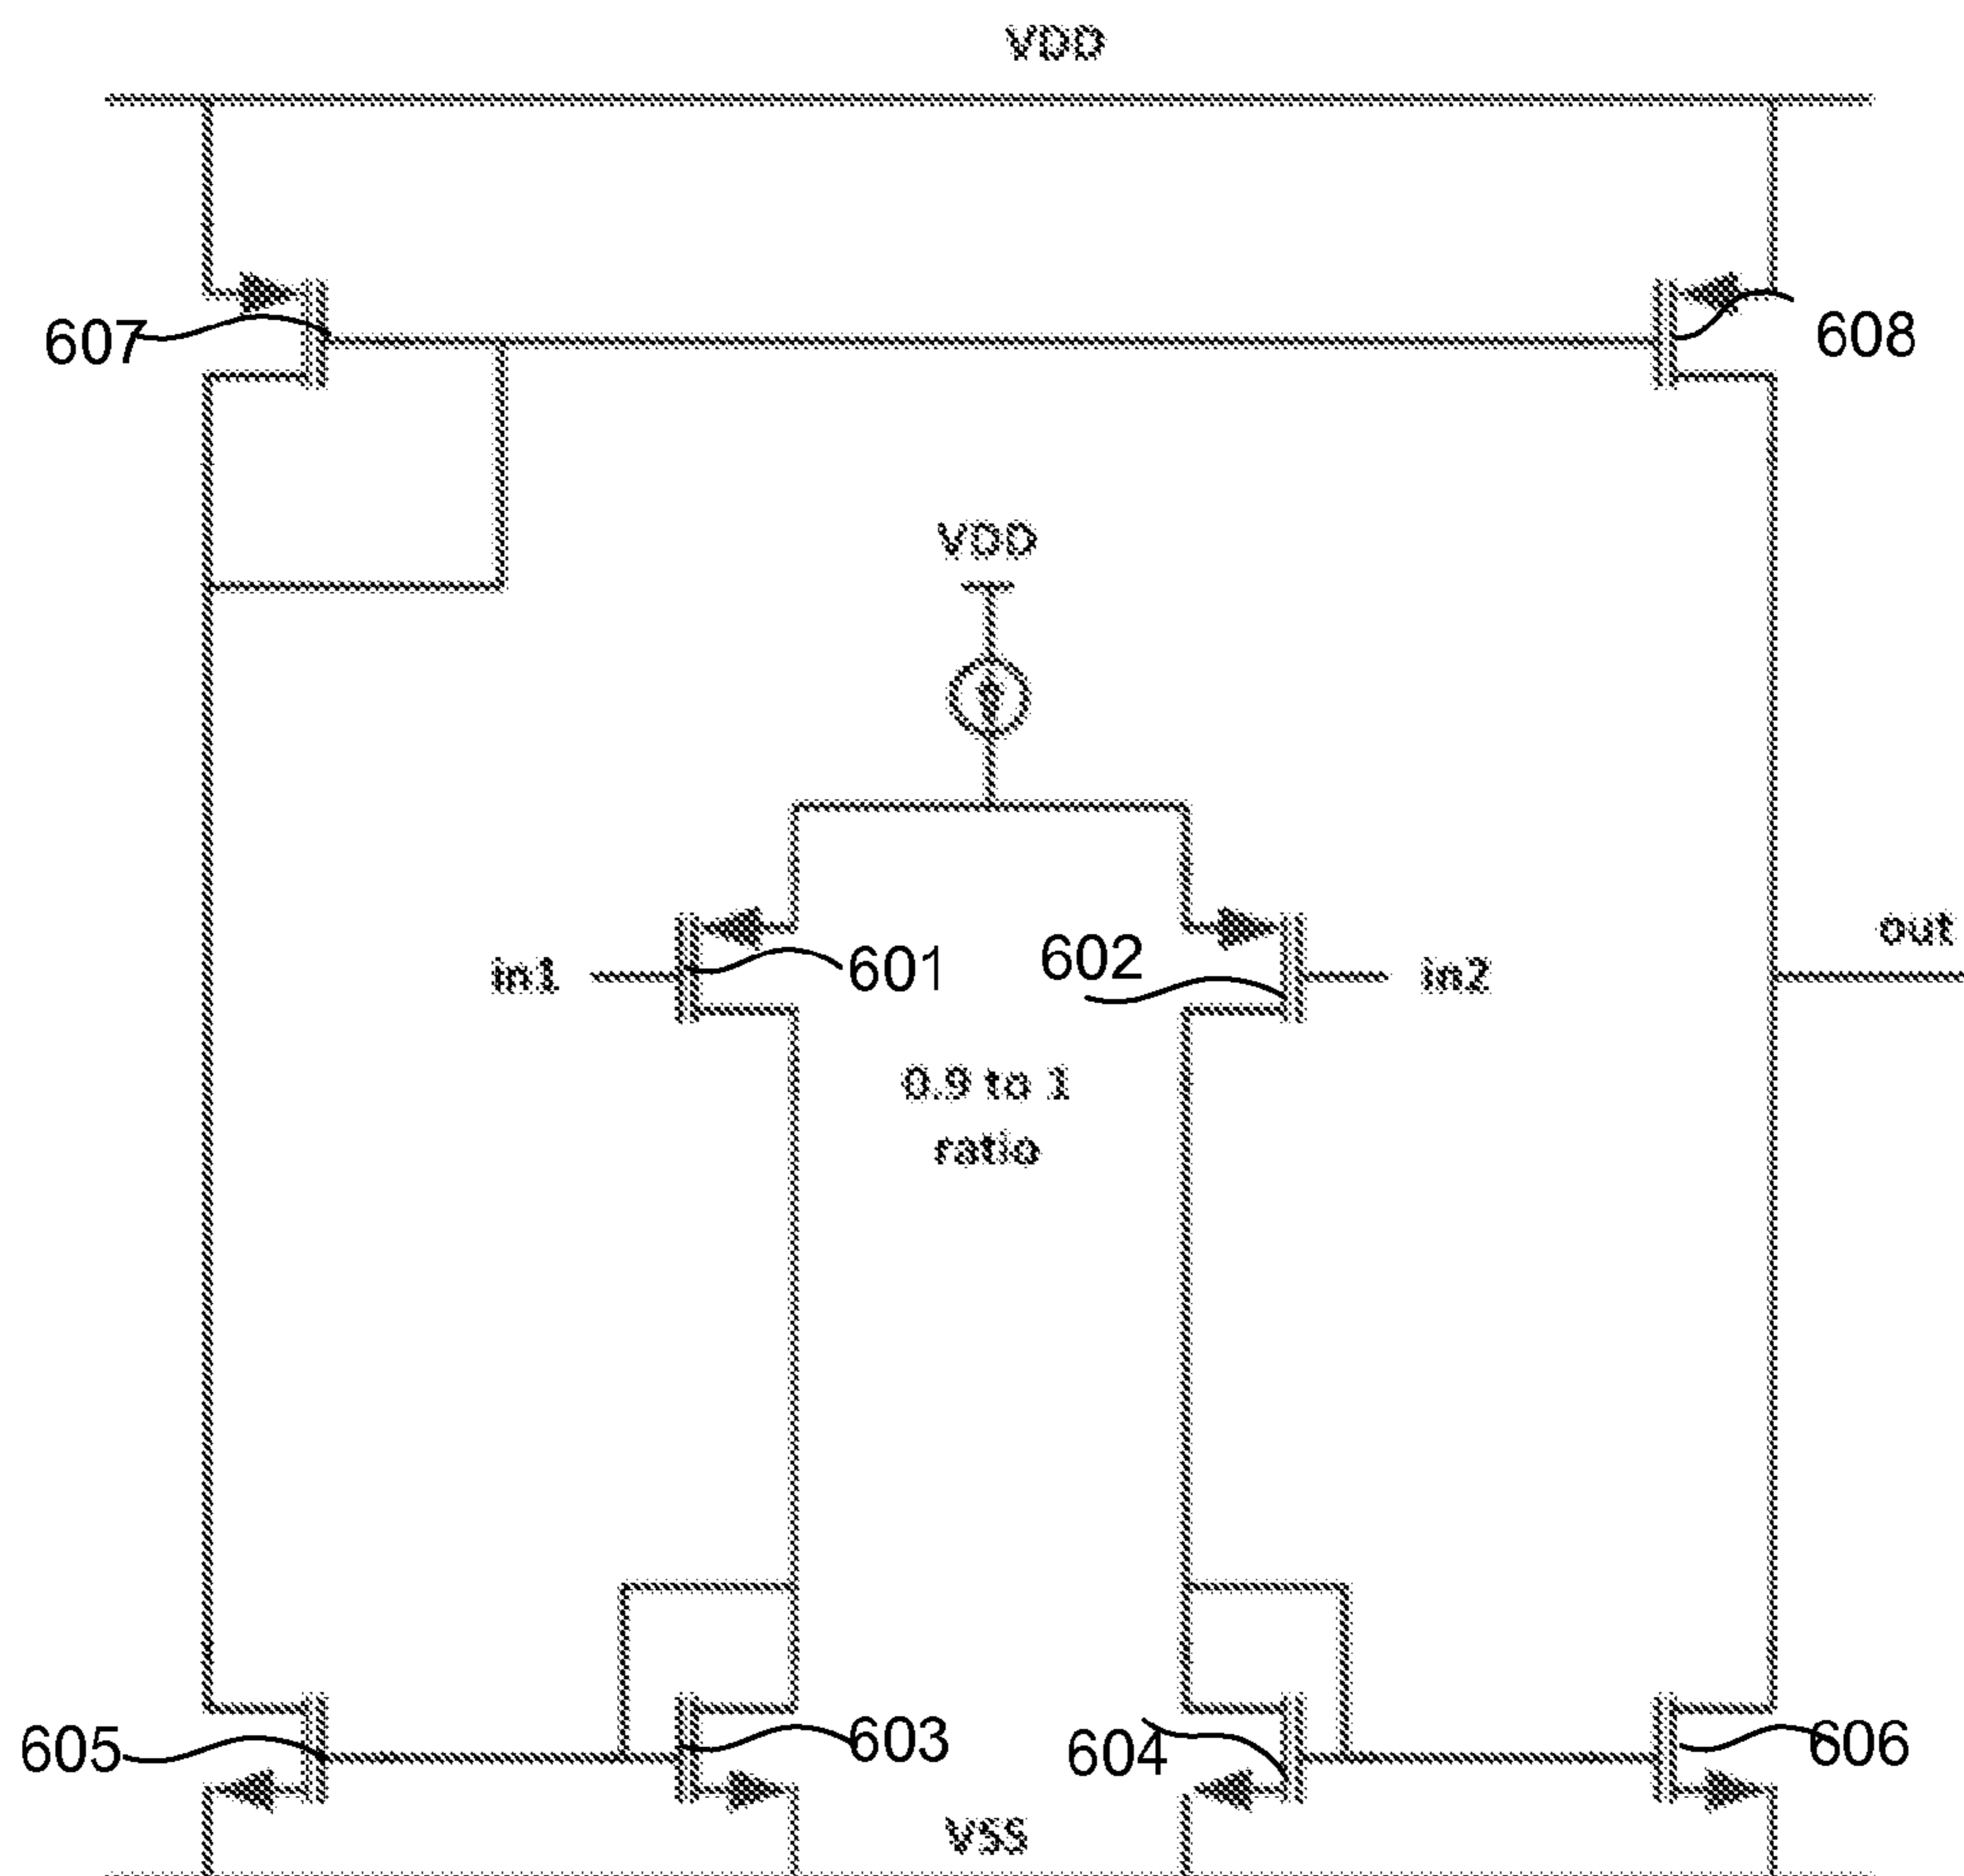 VDD
607
608
VDD
in1
601
602
in2
out
0.9 to 1
ratio
605
603
604
606
VSS